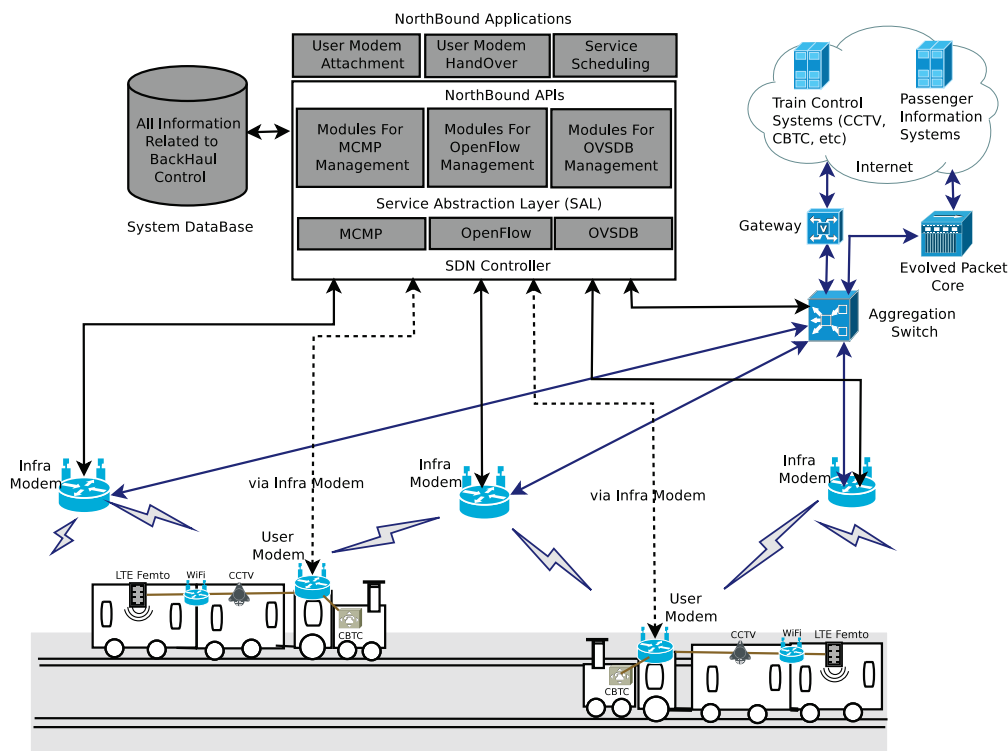 NorthBound Applications
User Modem
Attachment
User Modem
HandOver
Service
Scheduling
NorthBound APIs
Modules For
MCMP
Management
Modules For
OpenFlow
Management
Modules For
OVSDB
Management
Service Abstraction Layer (SAL)
MCMP
OpenFlow
OVSDB
SDN Controller
All Information
Related to
BackHaul
Control
System DataBase
Train Control
Systems (CCTV,
CBTC, etc)
Passenger
Information
Systems
Internet
Gateway
V
Evolved Packet
Core
Aggregation
Switch
Infra
Modem
via Infra Modem
Infra
Modem
via Infra Modem
Infra
Modem
User
Modem
LTE Femto
WiFi
CCTV
CBTC
User
Modem
CCTV
WiFi
LTE Femto
CBTC